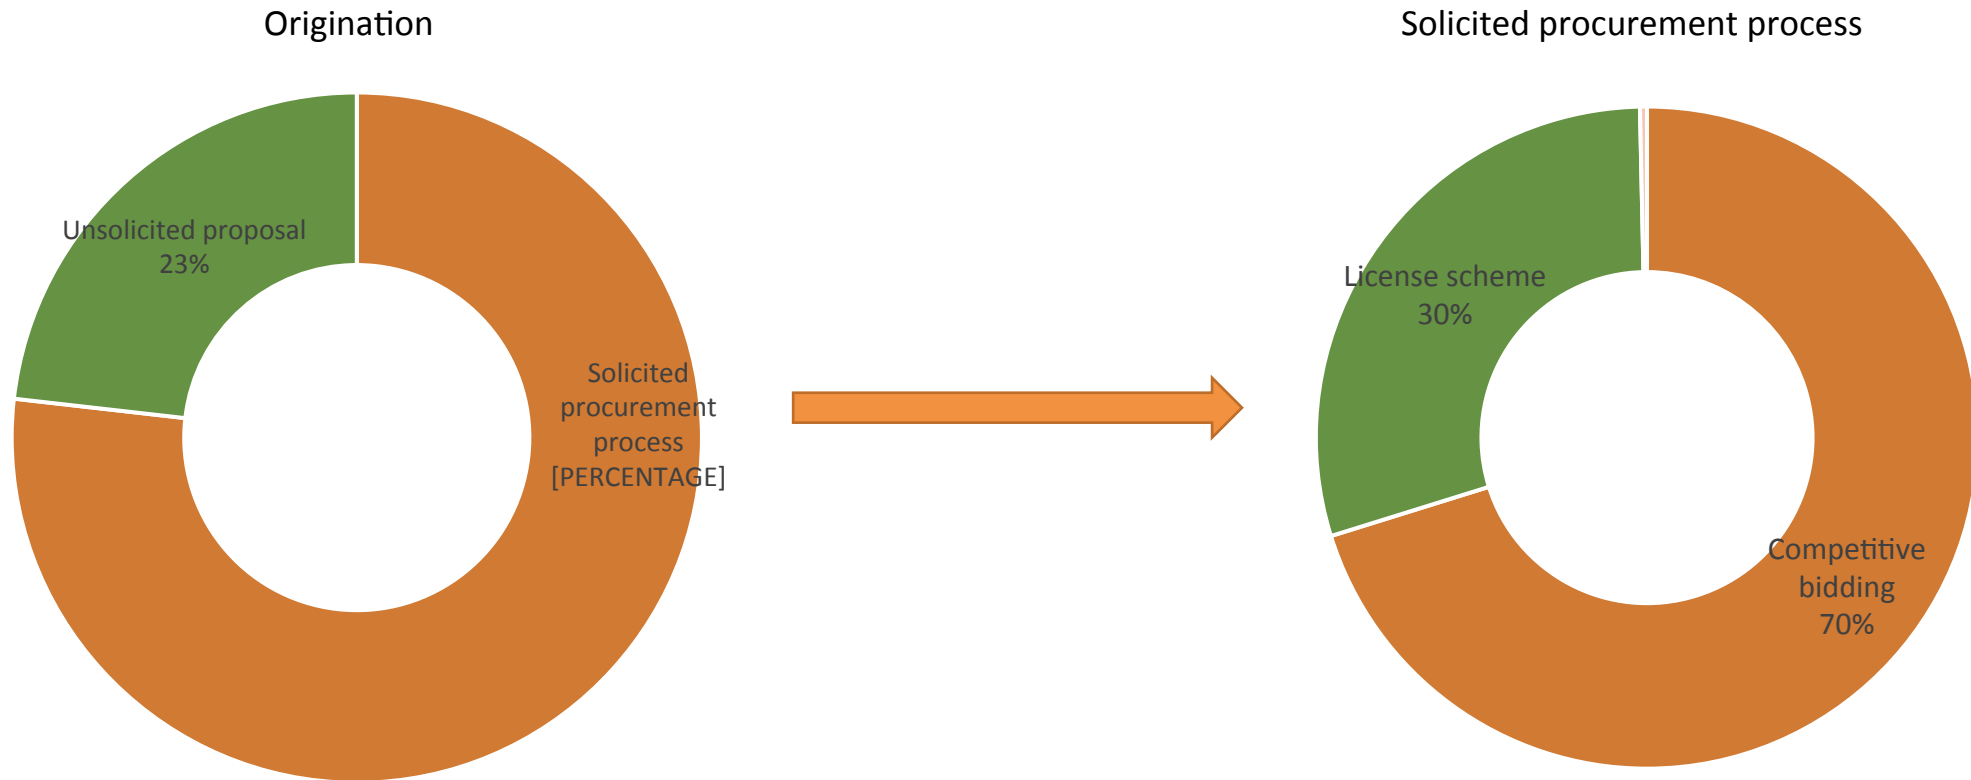 Origination
Unsolicited proposal
23%
Solicited
procurement
process
[PERCENTAGE]
Solicited procurement process
License scheme
30%
Competitive
bidding
70%